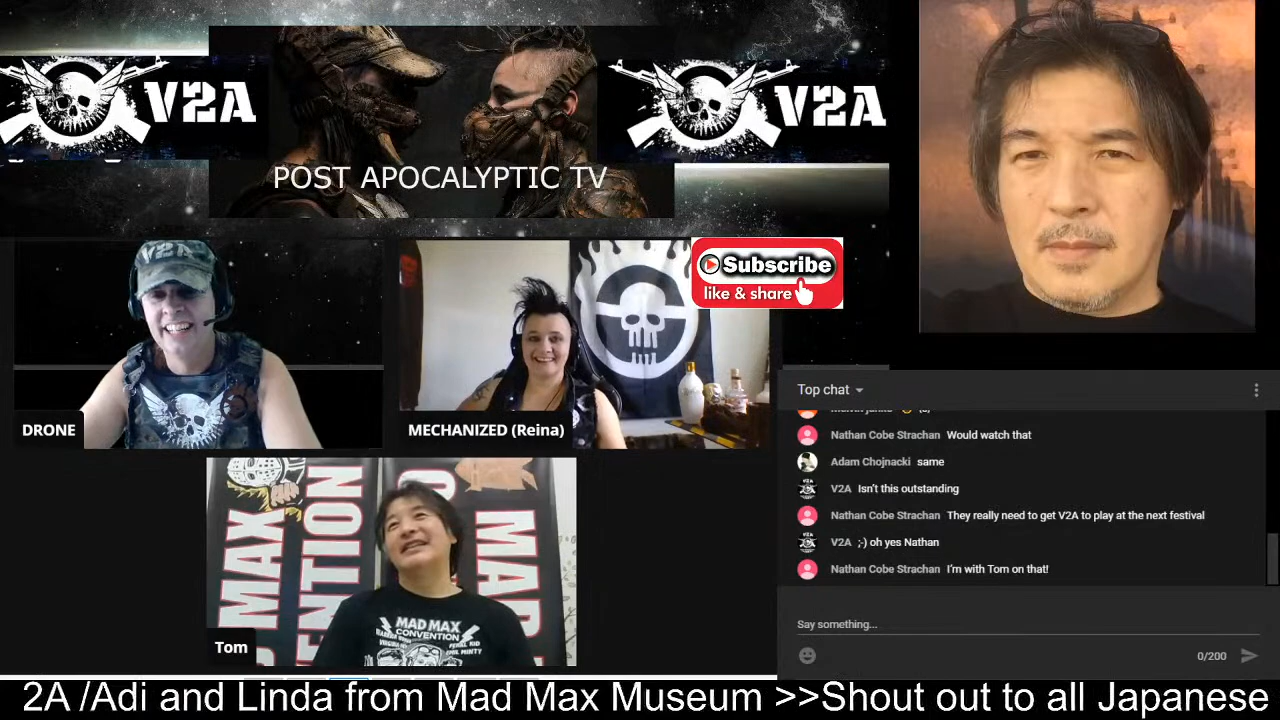 V2A
V2A
POST APOCALYPTIC TV
V2A
Subscribe
like & share
DRONE
MECHANIZED (Reina)
MAD MAX
CONVENTION
Tom
Top chat
Nathan Cobe Strachan Would watch that
Adam Chojnacki same
V2A Isn't this outstanding
Nathan Cobe Strachan They really need to get V2A to play at the next festival
V2A ;-) oh yes Nathan
Nathan Cobe Strachan I'm with Tom on that!
Say something...
0/200
2A /Adi and Linda from Mad Max Museum >>Shout out to all Japanese